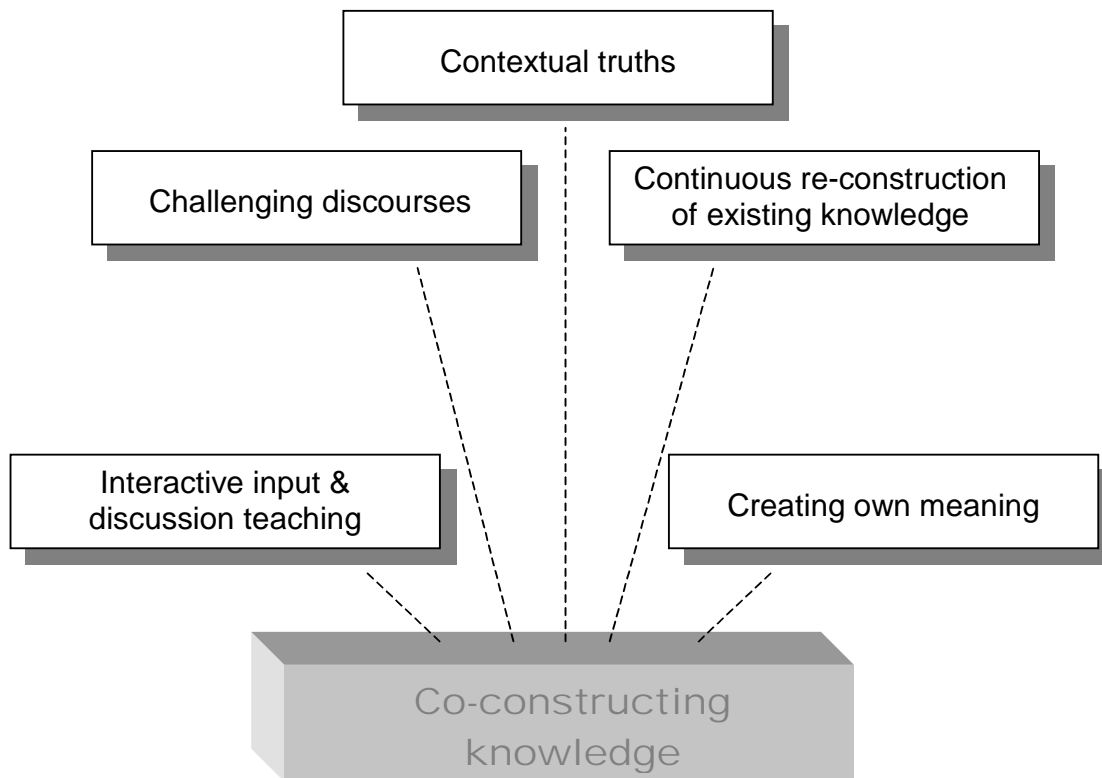 Contextual truths
Challenging discourses
Continuous re-construction
of existing knowledge
Interactive input &
discussion teaching
Creating own meaning
Co-constructing
knowledge